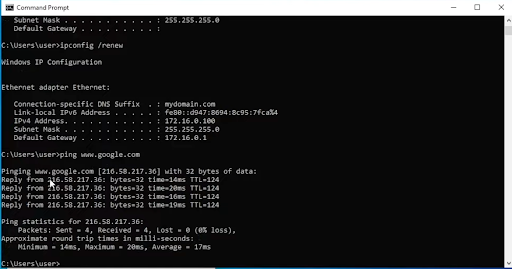 Command Prompt
Subnet Mask . . . . . . . . . . . : 255.255.255.0
Default Gateway . . . . . . . . . :
C:\Users\user>ipconfig /renew
Windows IP Configuration
Ethernet adapter Ethernet:
Connection-specific DNS Suffix  . : mydomain.com
Link-local IPv6 Address . . . . . : fe80::d947:8694:8c95:7fca%4
IPv4 Address. . . . . . . . . . . : 172.16.0.100
Subnet Mask . . . . . . . . . . . : 255.255.255.0
Default Gateway . . . . . . . . . : 172.16.0.1
C:\Users\user>ping www.google.com
Pinging www.google.com [216.58.217.36] with 32 bytes of data:
Reply from 216.58.217.36: bytes=32 time=14ms TTL=124
Reply from 216.58.217.36: bytes=32 time=20ms TTL=124
Reply from 216.58.217.36: bytes=32 time=16ms TTL=124
Reply from 216.58.217.36: bytes=32 time=19ms TTL=124
Ping statistics for 216.58.217.36:
Packets: Sent = 4, Received = 4, Lost = 0 (0% loss),
Approximate round trip times in milli-seconds:
Minimum = 14ms, Maximum = 20ms, Average = 17ms
C:\Users\user>